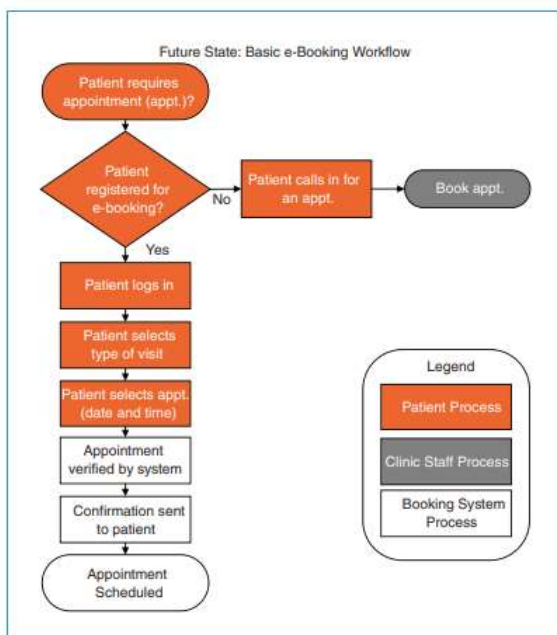 Future State: Basic e-Booking Workflow
Patient requires
appointment (appt.)?
Patient
registered for
e-booking?
No
Patient calls in for
an appt.
Book appt.
Yes
Patient logs in
Patient selects
type of visit
Patient selects appt.
(date and time)
Appointment
verified by system
Confirmation sent
to patient
Appointment
Scheduled
Legend
Patient Process
Clinic Staff Process
Booking System
Process